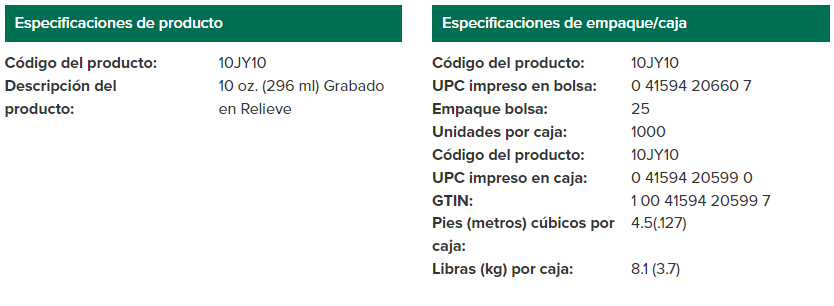 Especificaciones de producto
Código del producto: 10JY10
Descripción del 10 oz. (296 ml) Grabado
producto: en Relieve
Especificaciones de empaque/caja
Código del producto: 10JY10
UPC impreso en bolsa: 0 41594 20660 7
Empaque bolsa: 25
Unidades por caja: 1000
Código del producto: 10JY10
UPC impreso en caja: 0 41594 20599 0
GTIN: 1 00 41594 20599 7
Pies (metros) cúbicos por 4.5(.127)
caja:
Libras (kg) por caja: 8.1 (3.7)